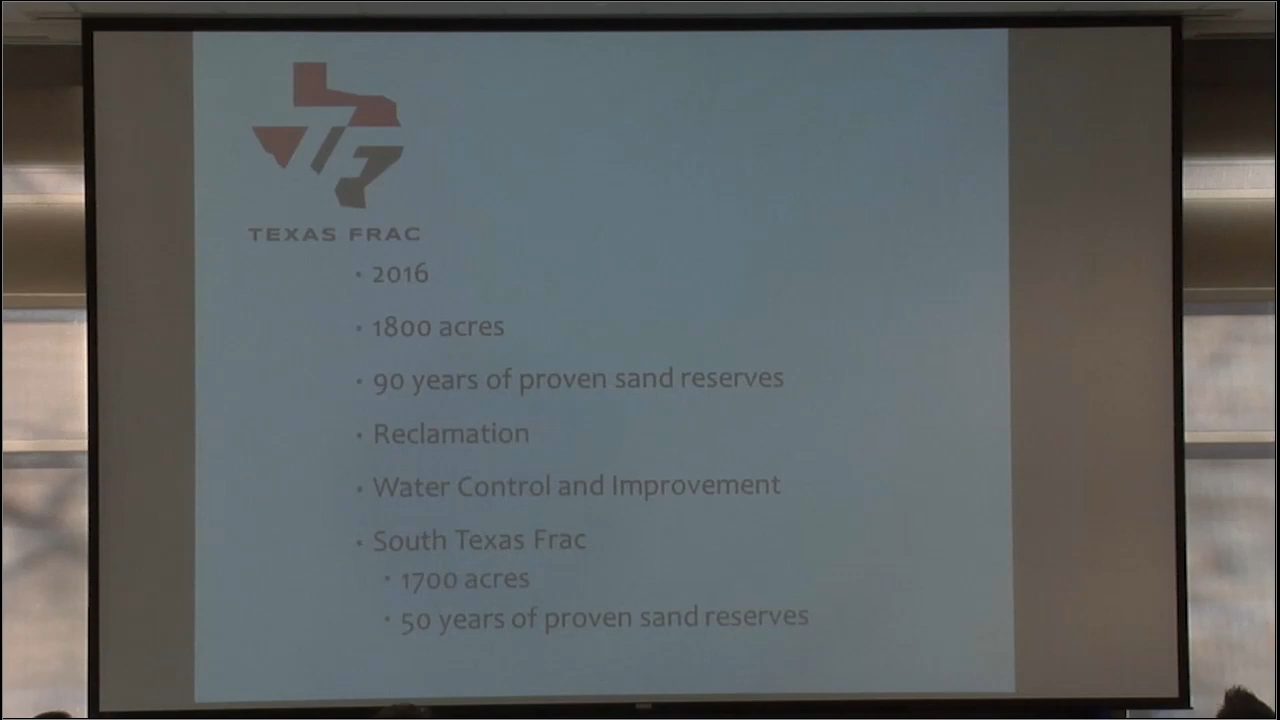 TEXAS FRAC
• 2016
• 1800 acres
• 90 years of proven sand reserves
• Reclamation
• Water Control and Improvement
• South Texas Frac
• 1700 acres
• 50 years of proven sand reserves